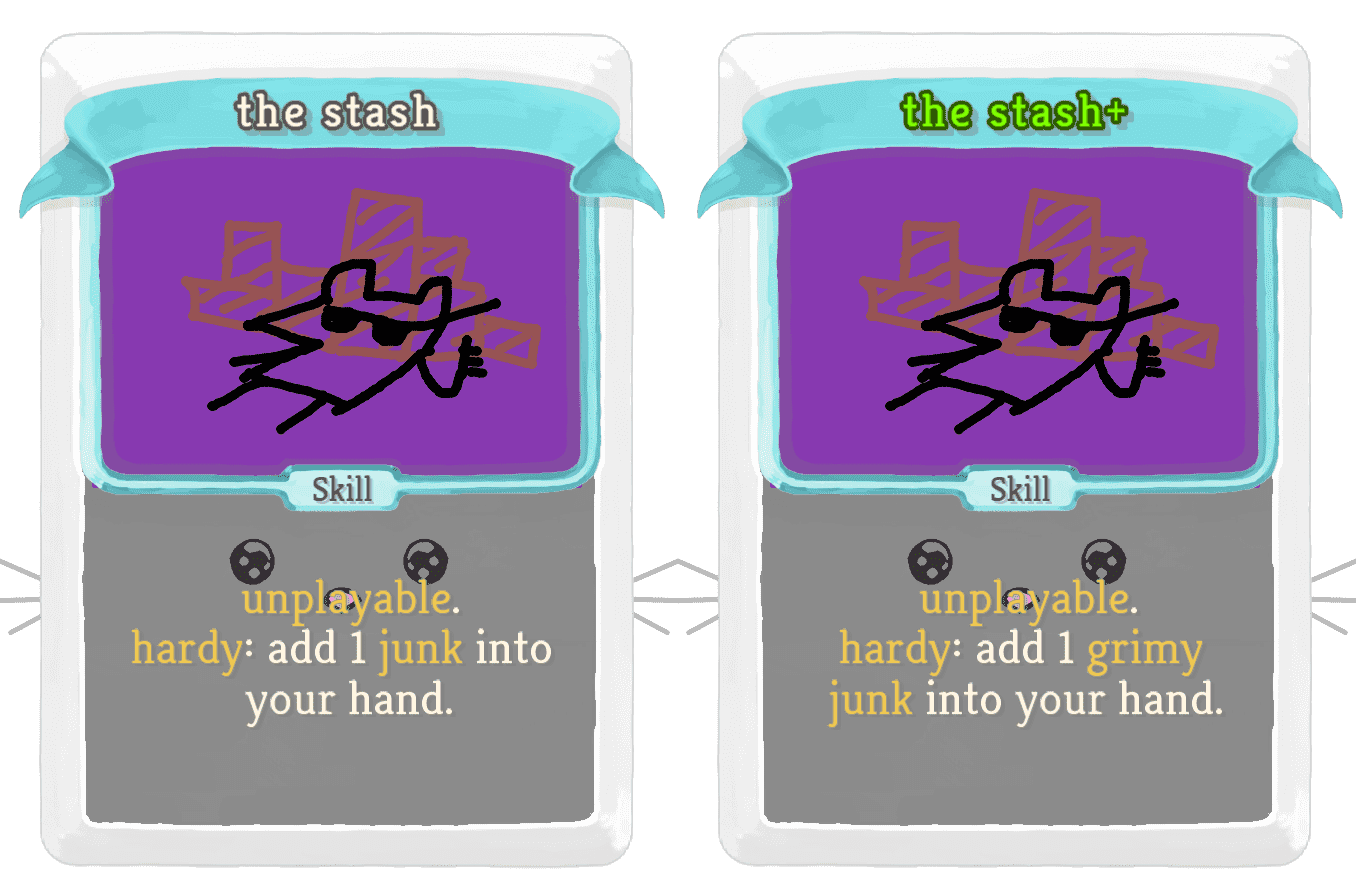 the stash
Skill
unplayable.
hardy: add 1 junk into
your hand.
the stash+
Skill
unplayable.
hardy: add 1 grimy
junk into your hand.